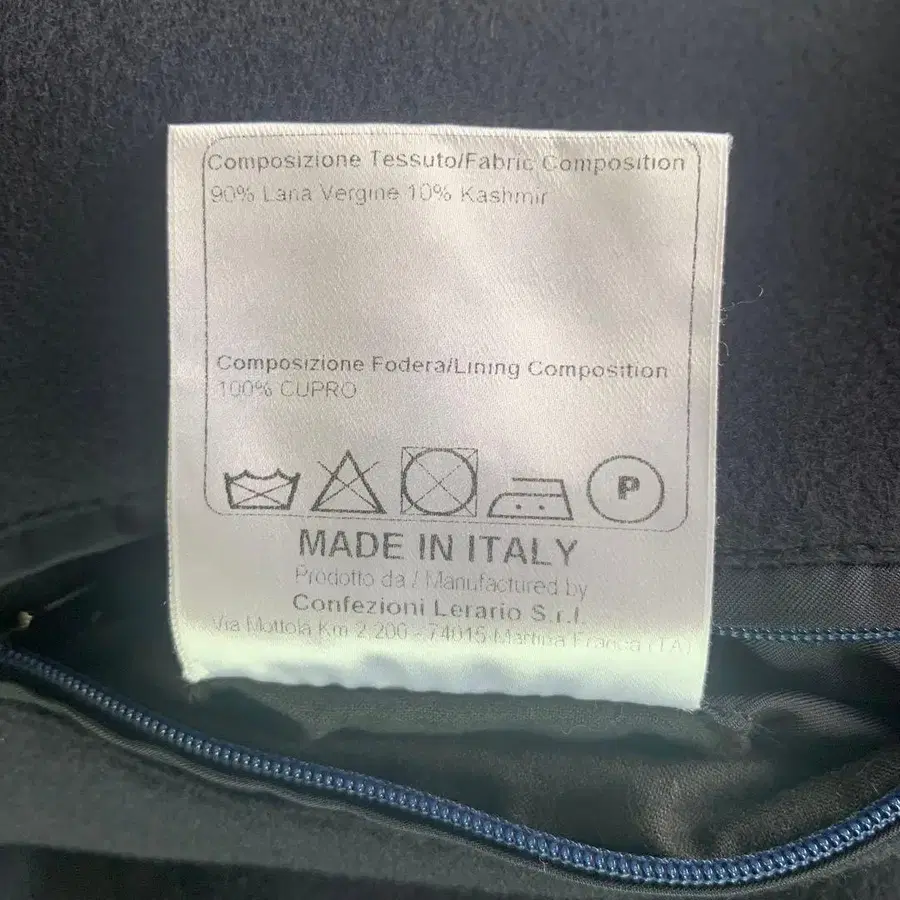 Composizione Tessuto/Fabric Composition
90% Lana Vergine 10% Kashmir
Composizione Fodera/Lining Composition
100% CUPRO
P
MADE IN ITALY
Prodotto da / Manufactured by
Confezioni Lerario S.r.l.
Via Mottola Km 2,200 - 74015 Martina Franca (TA)